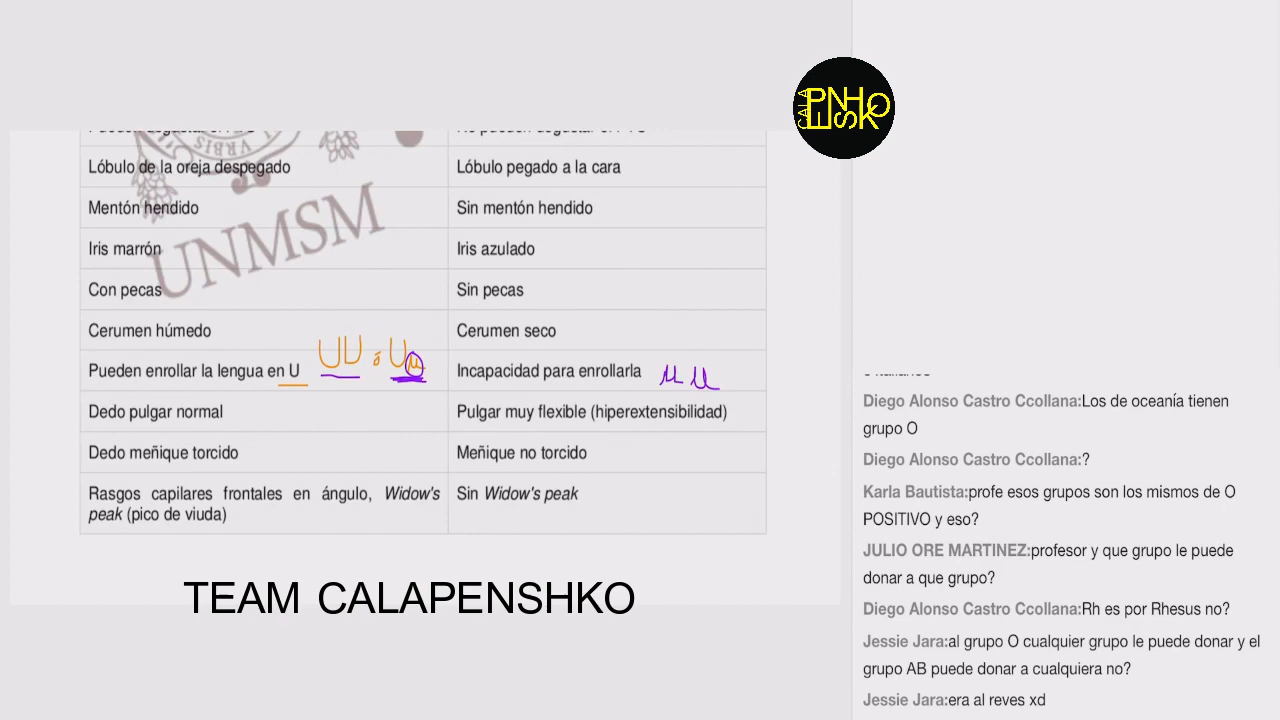 CALA
PENHO
ESK
VRBIS
UNMSM
Lóbulo de la oreja despegado
Lóbulo pegado a la cara
Mentón hendido
Sin mentón hendido
Iris marrón
Iris azulado
Con pecas
Sin pecas
Cerumen húmedo
Cerumen seco
Pueden enrollar la lengua en U
UU ó Uu
Incapacidad para enrollarla
u u
Dedo pulgar normal
Pulgar muy flexible (hiperextensibilidad)
Dedo meñique torcido
Meñique no torcido
Rasgos capilares frontales en ángulo, Widow's
peak (pico de viuda)
Sin Widow's peak
TEAM CALAPENSHKO
Diego Alonso Castro Ccollana:Los de oceanía tienen
grupo O
Diego Alonso Castro Ccollana:?
Karla Bautista:profe esos grupos son los mismos de O
POSITIVO y eso?
JULIO ORE MARTINEZ:profesor y que grupo le puede
donar a que grupo?
Diego Alonso Castro Ccollana:Rh es por Rhesus no?
Jessie Jara:al grupo O cualquier grupo le puede donar y el
grupo AB puede donar a cualquiera no?
Jessie Jara:era al reves xd